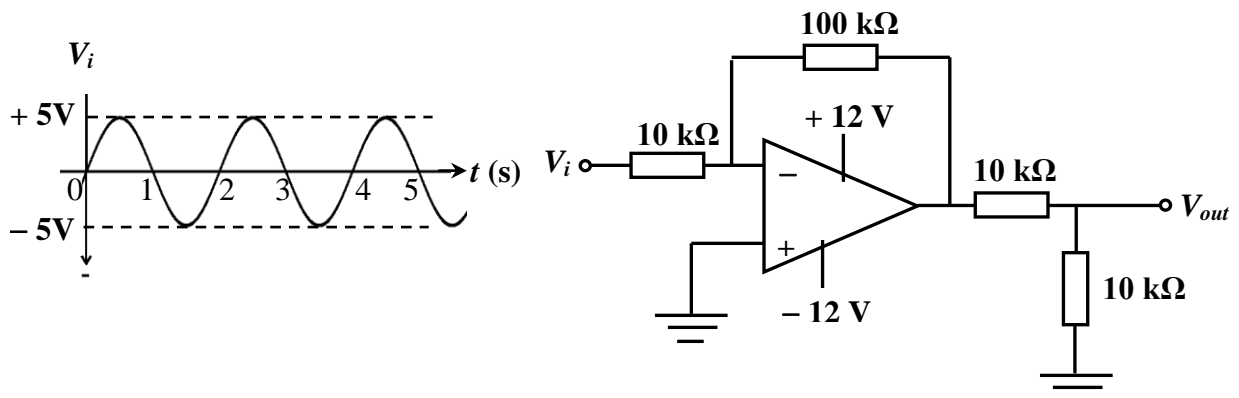 V_i
+ 5V
0 1 2 3 4 5 t (s)
– 5V
-
100 kΩ
+ 12 V
10 kΩ
V_i
–
+
– 12 V
10 kΩ
V_out
10 kΩ